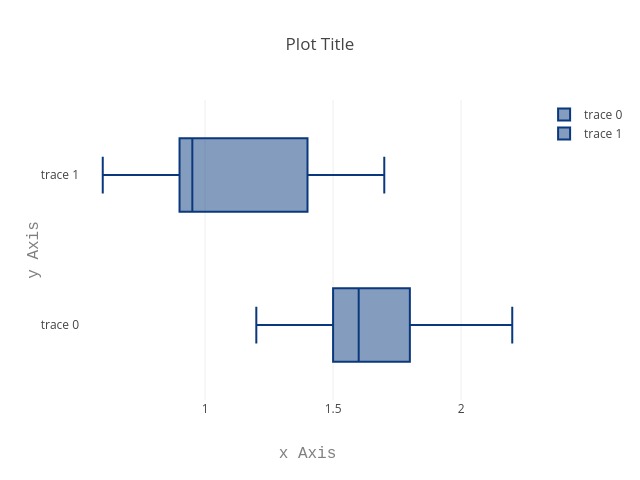 Plot Title
trace 0
trace 1
trace 1
y Axis
trace 0
1
1.5
2
x Axis